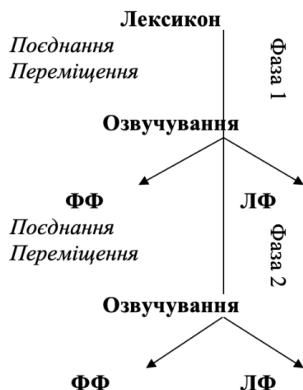 Лексикон
Поєднання
Переміщення
Фаза 1
Озвучування
ФФ ЛФ
Поєднання
Переміщення
Фаза 2
Озвучування
ФФ ЛФ